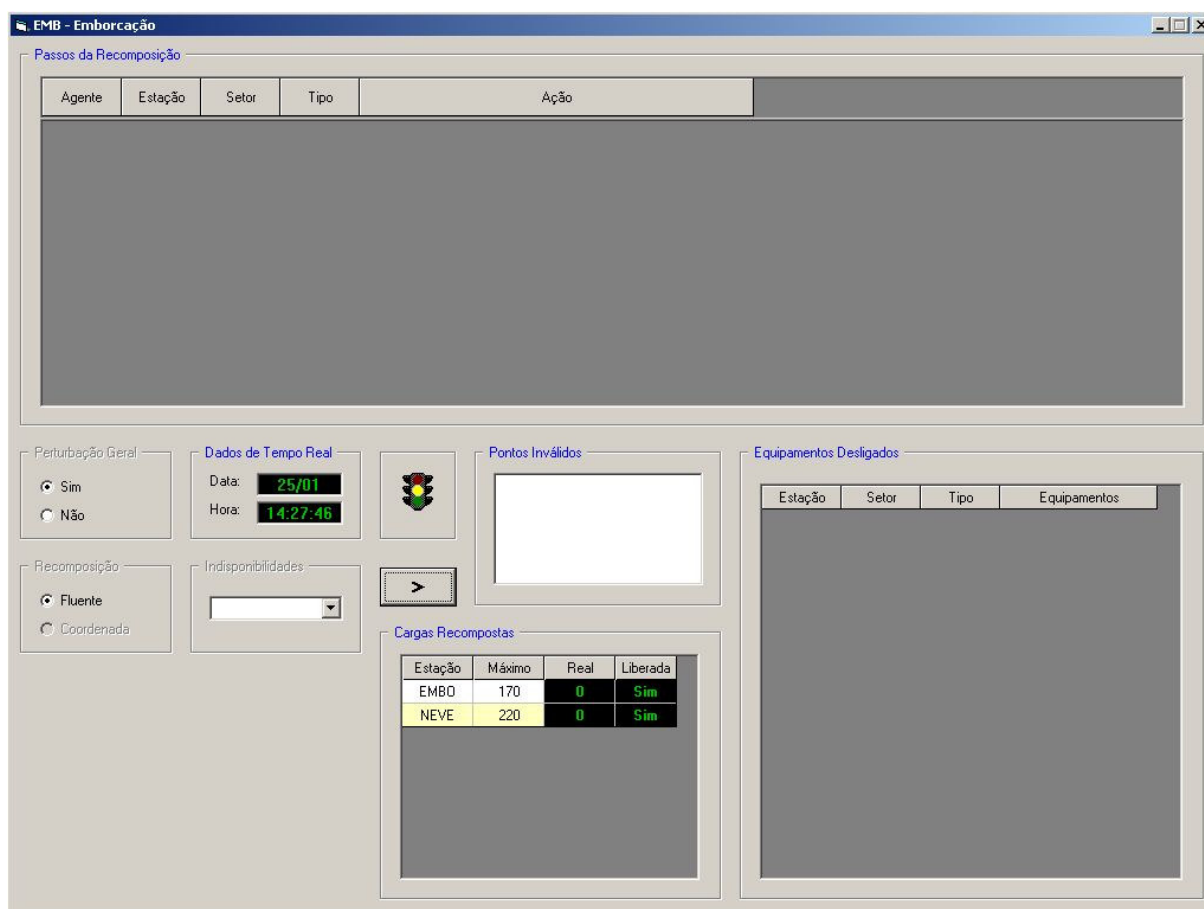 EMB - Emborcação
Passos da Recomposição
Agente Estação Setor Tipo Ação
Perturbação Geral
Sim
Não
Dados de Tempo Real
Data: 25/01
Hora: 14:27:46
Pontos Inválidos
Equipamentos Desligados
Estação Setor Tipo Equipamentos
Recomposição
Fluente
Coordenada
Indisponibilidades
>
Cargas Recompostas
Estação Máximo Real Liberada
EMBO 170 0 Sim
NEVE 220 0 Sim